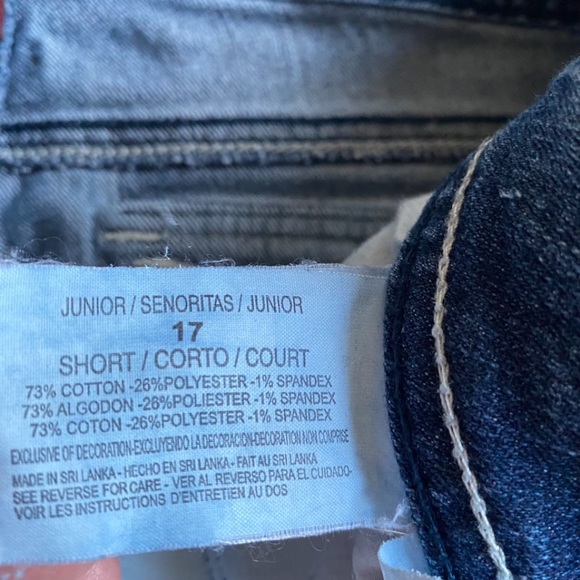 JUNIOR / SENORITAS / JUNIOR
17
SHORT / CORTO / COURT
73% COTTON -26%POLYESTER -1% SPANDEX
73% ALGODON -26%POLIESTER -1% SPANDEX
73% COTON -26%POLYESTER -1% SPANDEX
EXCLUSIVE OF DECORATION-EXCLUYENDO LA DECORACION-DECORATION NON COMPRISE
MADE IN SRI LANKA - HECHO EN SRI LANKA - FAIT AU SRI LANKA
SEE REVERSE FOR CARE - VER AL REVERSO PARA EL CUIDADO-
VOIR LES INSTRUCTIONS D'ENTRETIEN AU DOS